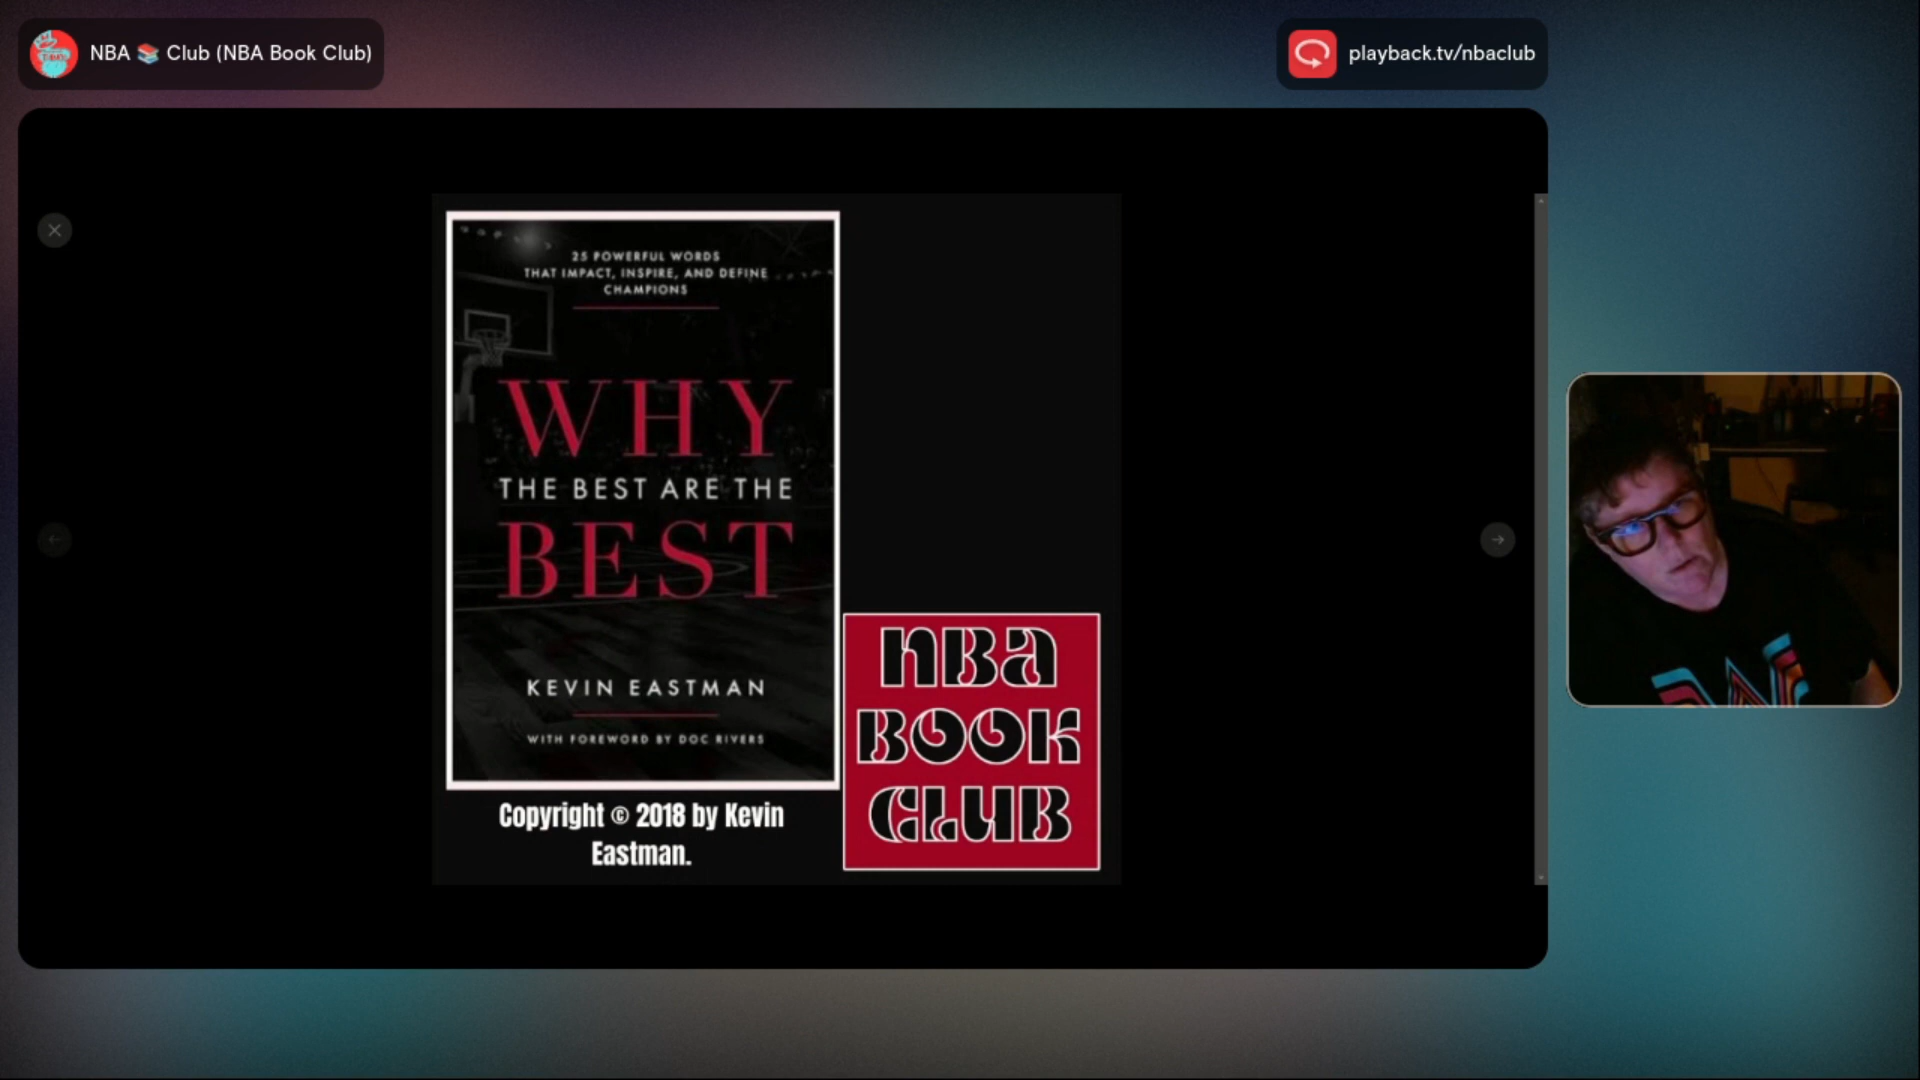 NBA 📚 Club (NBA Book Club)
playback.tv/nbaclub
25 POWERFUL WORDS
THAT IMPACT, INSPIRE, AND DEFINE
CHAMPIONS
WHY
THE BEST ARE THE
BEST
KEVIN EASTMAN
WITH FOREWORD BY DOC RIVERS
Copyright © 2018 by Kevin
Eastman.
nBa
BOOK
CLUB
W